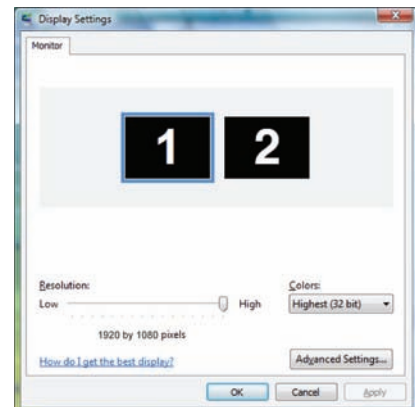 Display Settings
Monitor
1 2
Resolution:
Low High
1920 by 1080 pixels
Colors:
Highest (32 bit)
How do I get the best display?
Advanced Settings...
OK Cancel Apply